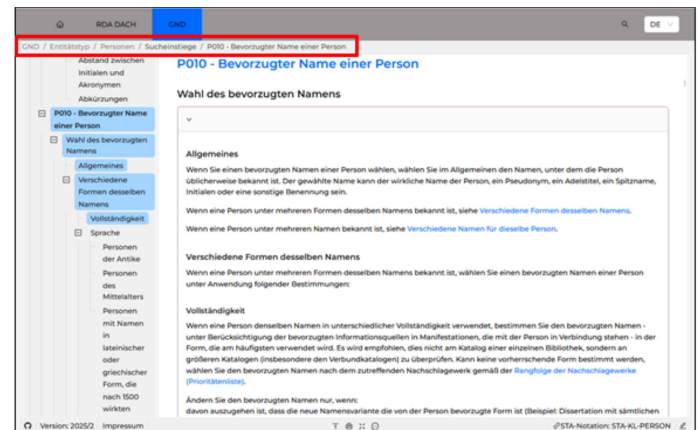 RDA DACH
GND
DE
GND / Entitätstyp / Personen / Sucheinstiege / P010 - Bevorzugter Name einer Person
Abstand zwischen
Initialen und
Akronymen
Abkürzungen
P010 - Bevorzugter Name
einer Person
Wahl des bevorzugten
Namens
Allgemeines
Verschiedene
Formen desselben
Namens
Vollständigkeit
Sprache
Personen
der Antike
Personen
des
Mittelalters
Personen
mit Namen
in
lateinischer
oder
griechischer
Form, die
nach 1500
wirkten
P010 - Bevorzugter Name einer Person
Wahl des bevorzugten Namens
Allgemeines
Wenn Sie einen bevorzugten Namen einer Person wählen, wählen Sie im Allgemeinen den Namen, unter dem die Person
üblicherweise bekannt ist. Der gewählte Name kann der wirkliche Name der Person, ein Pseudonym, ein Adelstitel, ein Spitzname,
Initialen oder eine sonstige Benennung sein.
Wenn eine Person unter mehreren Formen desselben Namens bekannt ist, siehe Verschiedene Formen desselben Namens.
Wenn eine Person unter mehreren Namen bekannt ist, siehe Verschiedene Namen für dieselbe Person.
Verschiedene Formen desselben Namens
Wenn eine Person unter mehreren Formen desselben Namens bekannt ist, wählen Sie einen bevorzugten Namen einer Person
unter Anwendung folgender Bestimmungen:
Vollständigkeit
Wenn eine Person denselben Namen in unterschiedlicher Vollständigkeit verwendet, bestimmen Sie den bevorzugten Namen -
unter Berücksichtigung der bevorzugten Informationsquellen in Manifestationen, die mit der Person in Verbindung stehen - in der
Form, die am häufigsten verwendet wird. Es wird empfohlen, dies nicht am Katalog einer einzelnen Bibliothek, sondern an
größeren Katalogen (insbesondere den Verbundkatalogen) zu überprüfen. Kann keine vorherrschende Form bestimmt werden,
wählen Sie den bevorzugten Namen nach dem zutreffenden Nachschlagewerk gemäß der Rangfolge der Nachschlagewerke
(Prioritätenliste).
Ändern Sie den bevorzugten Namen nur, wenn:
davon auszugehen ist, dass die neue Namensvariante die von der Person bevorzugte Form ist (Beispiel: Dissertation mit sämtlichen
Version: 2025/2 Impressum
STA-Notation: STA-KL-PERSON